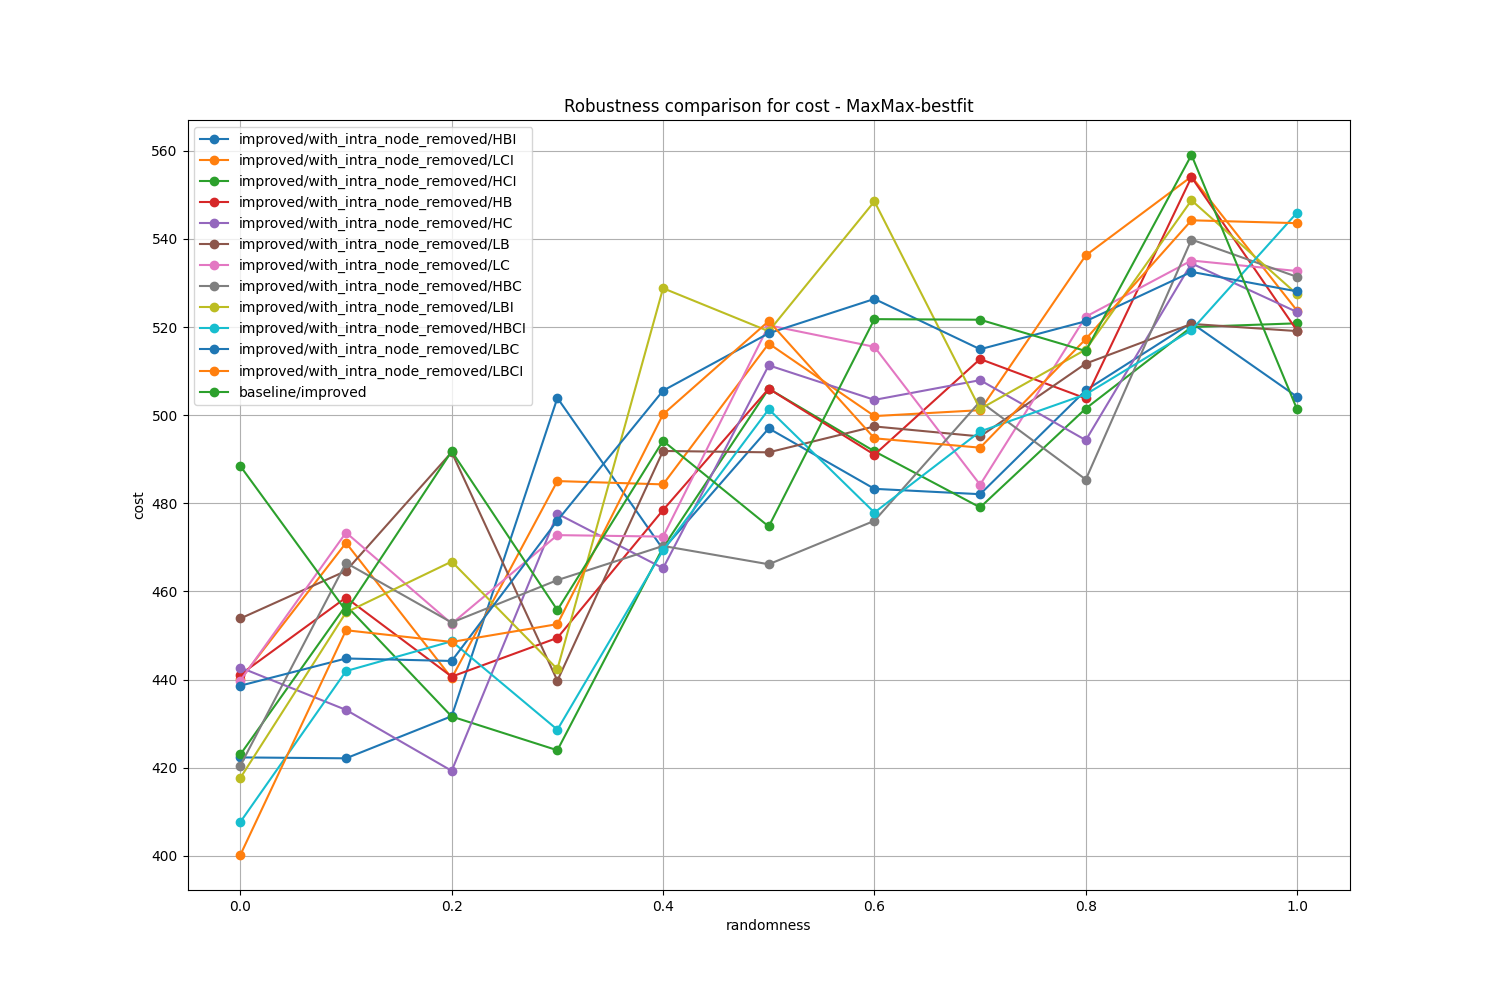 Robustness comparison for cost - MaxMax-bestfit
improved/with_intra_node_removed/HBI
improved/with_intra_node_removed/LCI
improved/with_intra_node_removed/HCI
improved/with_intra_node_removed/HB
improved/with_intra_node_removed/HC
improved/with_intra_node_removed/LB
improved/with_intra_node_removed/LC
improved/with_intra_node_removed/HBC
improved/with_intra_node_removed/LBI
improved/with_intra_node_removed/HBCI
improved/with_intra_node_removed/LBC
improved/with_intra_node_removed/LBCI
baseline/improved
560
540
520
500
480
460
440
420
400
cost
0.0 0.2 0.4 0.6 0.8 1.0
randomness